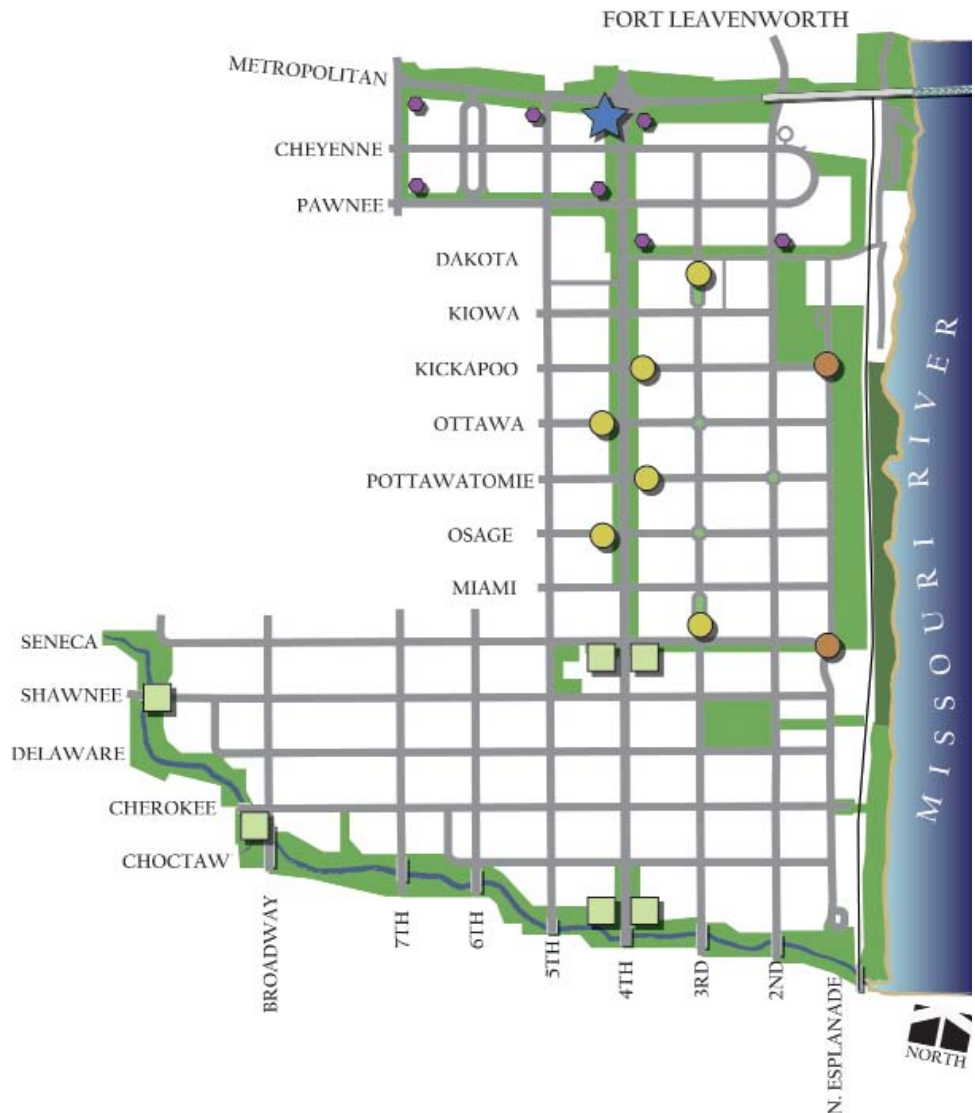 FORT LEAVENWORTH
METROPOLITAN
CHEYENNE
PAWNEE
DAKOTA
KIOWA
KICKAPOO
OTTAWA
POTTAWATOMIE
OSAGE
MIAMI
SENECA
SHAWNEE
DELAWARE
CHEROKEE
CHOCTAW
BROADWAY
7TH
6TH
5TH
4TH
3RD
2ND
N. ESPLANADE
MISSOURI RIVER
NORTH